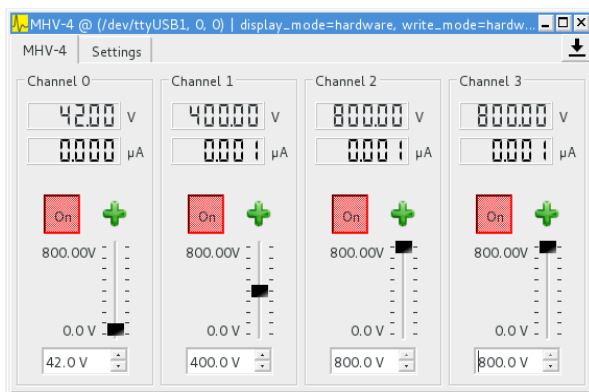 MHV-4 @ (/dev/ttyUSB1, 0, 0) | display_mode=hardware, write_mode=hardw...
MHV-4 Settings
Channel 0 Channel 1 Channel 2 Channel 3
42.00 V 400.00 V 800.00 V 800.00 V
0.000 µA 0.001 µA 0.001 µA 0.001 µA
On On On On
800.00V 800.00V 800.00V 800.00V
0.0 V 0.0 V 0.0 V 0.0 V
42.0 V 400.0 V 800.0 V 800.0 V